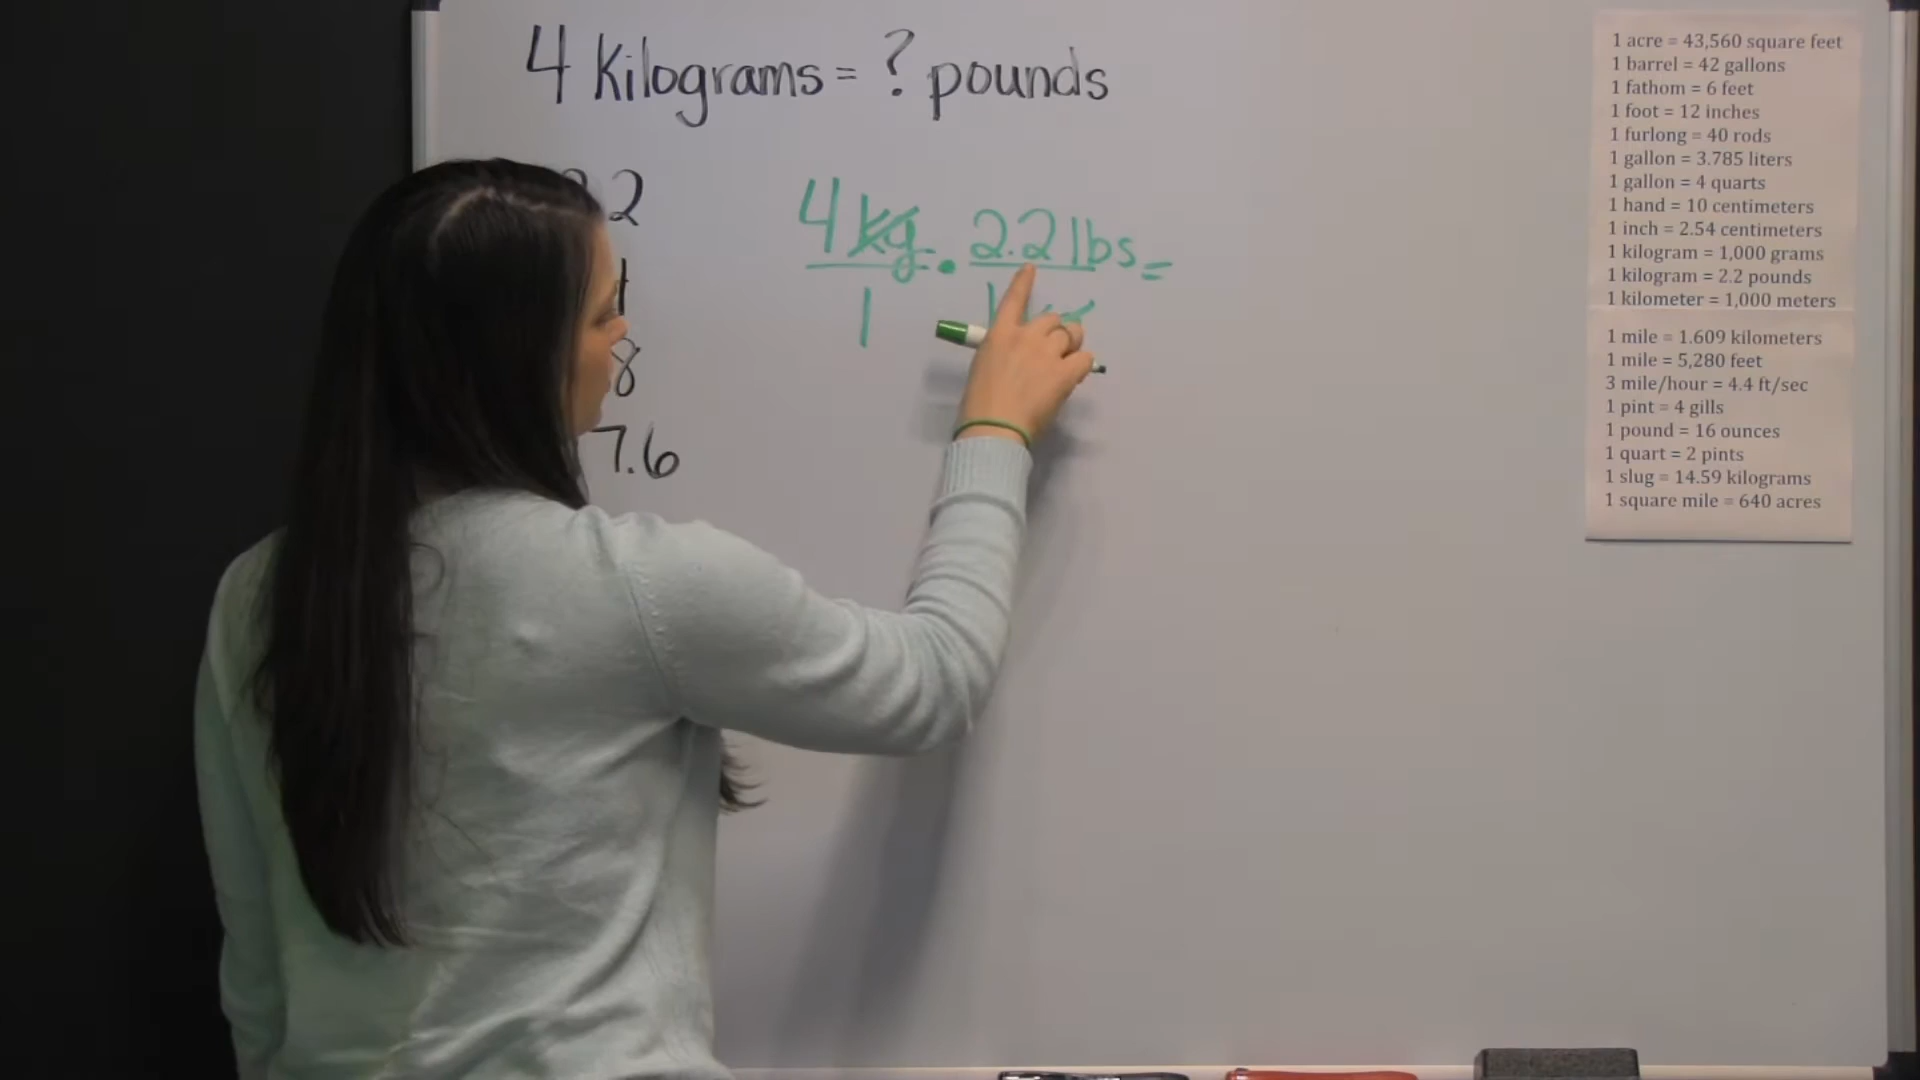 4 Kilograms = ? pounds
2
8
7.6
4 kg · 2.2 lbs =
1
1 acre = 43,560 square feet
1 barrel = 42 gallons
1 fathom = 6 feet
1 foot = 12 inches
1 furlong = 40 rods
1 gallon = 3.785 liters
1 gallon = 4 quarts
1 hand = 10 centimeters
1 inch = 2.54 centimeters
1 kilogram = 1,000 grams
1 kilogram = 2.2 pounds
1 kilometer = 1,000 meters
1 mile = 1.609 kilometers
1 mile = 5,280 feet
3 mile/hour = 4.4 ft/sec
1 pint = 4 gills
1 pound = 16 ounces
1 quart = 2 pints
1 slug = 14.59 kilograms
1 square mile = 640 acres